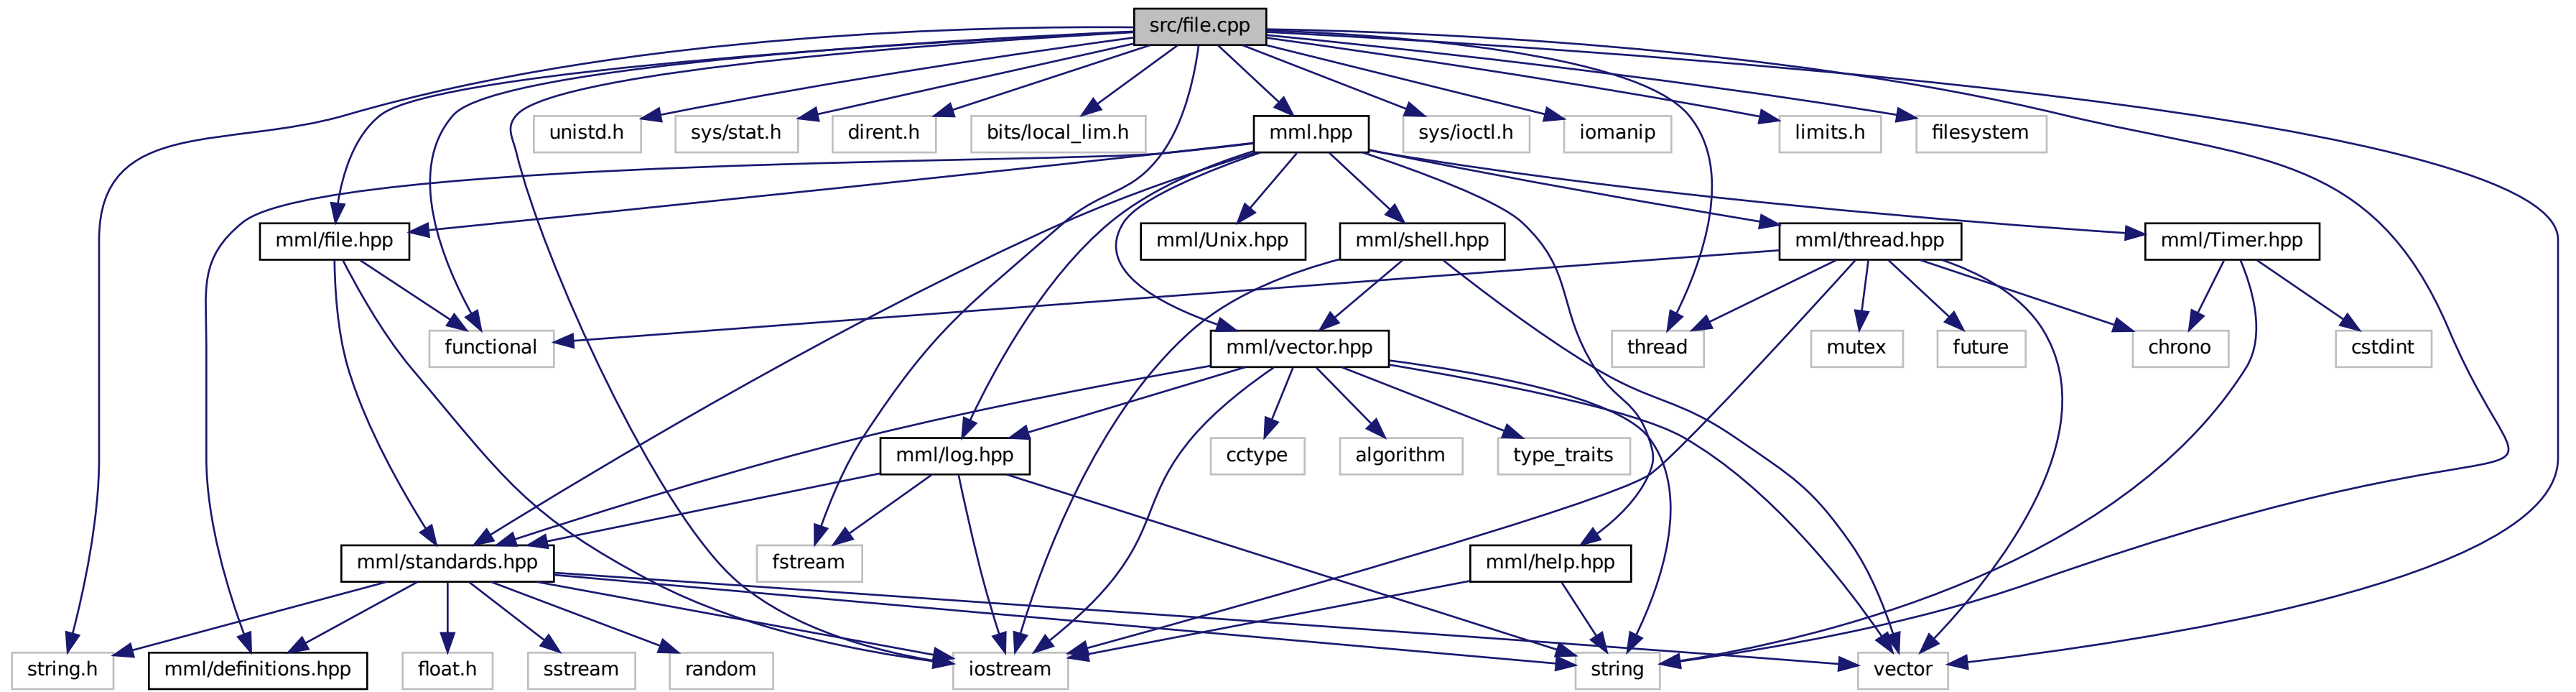 src/file.cpp
unistd.h
sys/stat.h
dirent.h
bits/local_lim.h
mml.hpp
sys/ioctl.h
iomanip
limits.h
filesystem
mml/file.hpp
mml/Unix.hpp
mml/shell.hpp
mml/thread.hpp
mml/Timer.hpp
functional
mml/vector.hpp
thread
mutex
future
chrono
cstdint
mml/log.hpp
cctype
algorithm
type_traits
mml/standards.hpp
fstream
mml/help.hpp
string.h
mml/definitions.hpp
float.h
sstream
random
iostream
string
vector